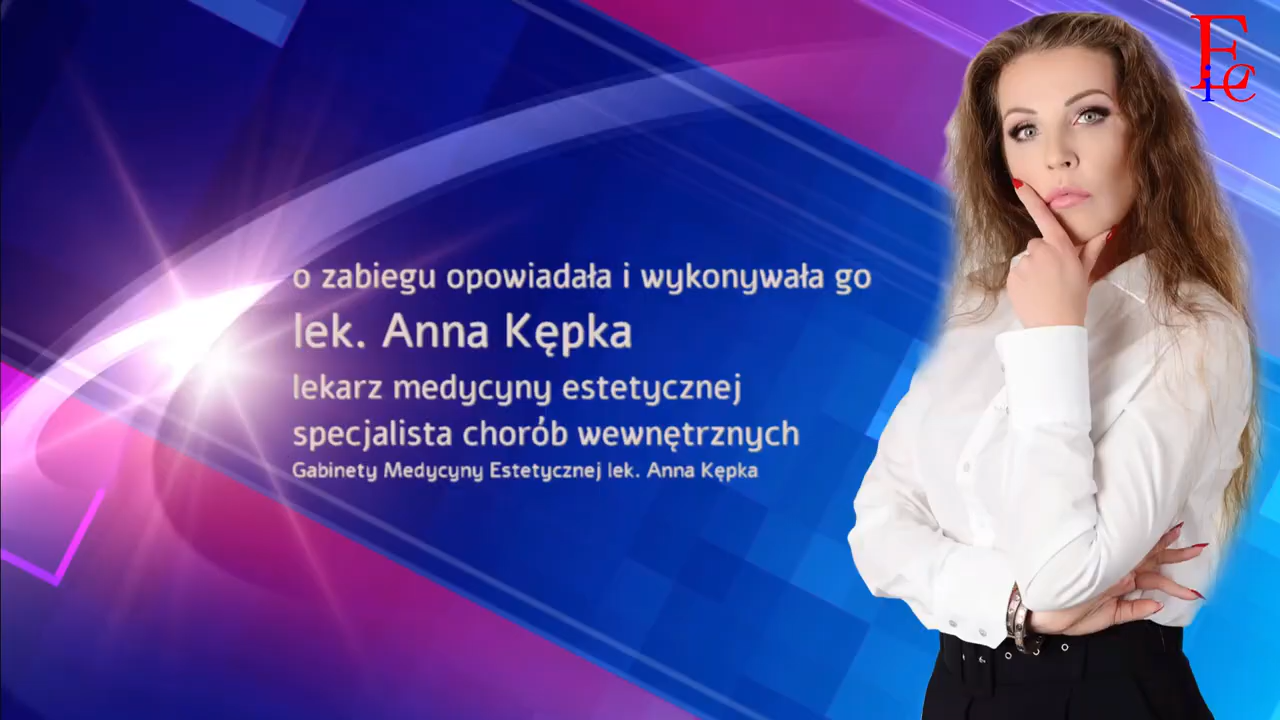 o zabiegu opowiadała i wykonywała go
lek. Anna Kępka
lekarz medycyny estetycznej
specjalista chorób wewnętrznych
Gabinety Medycyny Estetycznej lek. Anna Kępka
EiC